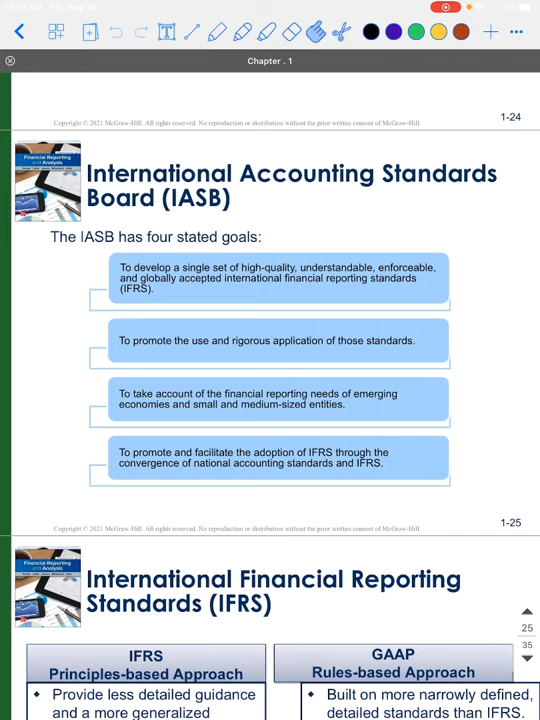 Chapter . 1
Copyright © 2021 McGraw-Hill. All rights reserved. No reproduction or distribution without the prior written consent of McGraw-Hill.
1-24
Financial Reporting
and Analysis
International Accounting Standards
Board (IASB)
The IASB has four stated goals:
To develop a single set of high-quality, understandable, enforceable,
and globally accepted international financial reporting standards
(IFRS).
To promote the use and rigorous application of those standards.
To take account of the financial reporting needs of emerging
economies and small and medium-sized entities.
To promote and facilitate the adoption of IFRS through the
convergence of national accounting standards and IFRS.
Copyright © 2021 McGraw-Hill. All rights reserved. No reproduction or distribution without the prior written consent of McGraw-Hill.
1-25
Financial Reporting
and Analysis
International Financial Reporting
Standards (IFRS)
25
35
IFRS
Principles-based Approach
Provide less detailed guidance
and a more generalized
GAAP
Rules-based Approach
Built on more narrowly defined,
detailed standards than IFRS.